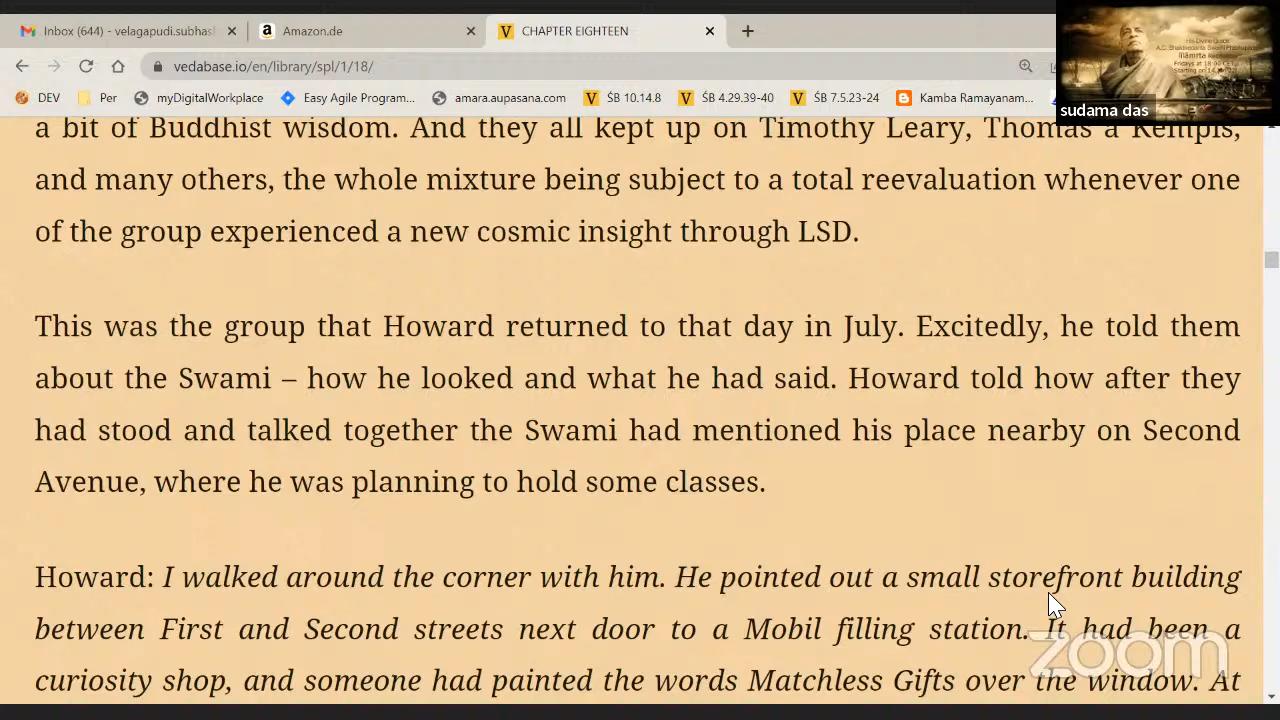 Inbox (644) – velagapudi.subhas
Amazon.de
CHAPTER EIGHTEEN
vedabase.io/en/library/spl/1/18/
DEV
Per
myDigitalWorkplace
Easy Agile Program...
amara.aupasana.co...
ŚB 10.14.8
ŚB 4.29.39-40
ŚB 7.5.23-24
Kamba Ramayanam...
His Divine Grace
A.C. Bhaktivedanta Swami Prabhupada
sudama das
a bit of Buddhist wisdom. And they all kept up on Timothy Leary, Thomas à Kempis,
and many others, the whole mixture being subject to a total reevaluation whenever one
of the group experienced a new cosmic insight through LSD.
This was the group that Howard returned to that day in July. Excitedly, he told them
about the Swami – how he looked and what he had said. Howard told how after they
had stood and talked together the Swami had mentioned his place nearby on Second
Avenue, where he was planning to hold some classes.
Howard: I walked around the corner with him. He pointed out a small storefront building
between First and Second streets next door to a Mobil filling station. It had been a
curiosity shop, and someone had painted the words Matchless Gifts over the window. At
zoom